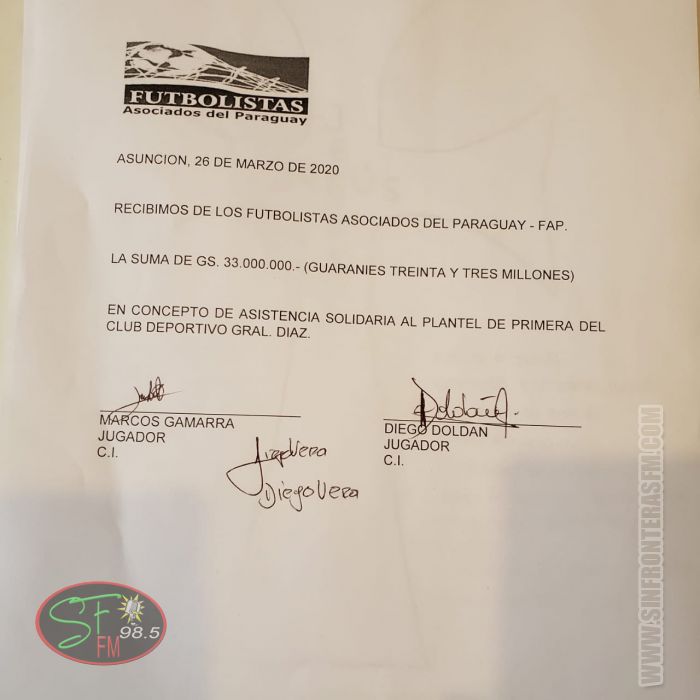 FUTBOLISTAS
Asociados del Paraguay
ASUNCION, 26 DE MARZO DE 2020
RECIBIMOS DE LOS FUTBOLISTAS ASOCIADOS DEL PARAGUAY - FAP.
LA SUMA DE GS. 33.000.000.- (GUARANIES TREINTA Y TRES MILLONES)
EN CONCEPTO DE ASISTENCIA SOLIDARIA AL PLANTEL DE PRIMERA DEL
CLUB DEPORTIVO GRAL. DIAZ.
MARCOS GAMARRA
JUGADOR
C.I.
DIEGO DOLDAN
JUGADOR
C.I.
Diego Vera
SF
FM
98.5
WWW.SINFRONTERASFM.COM